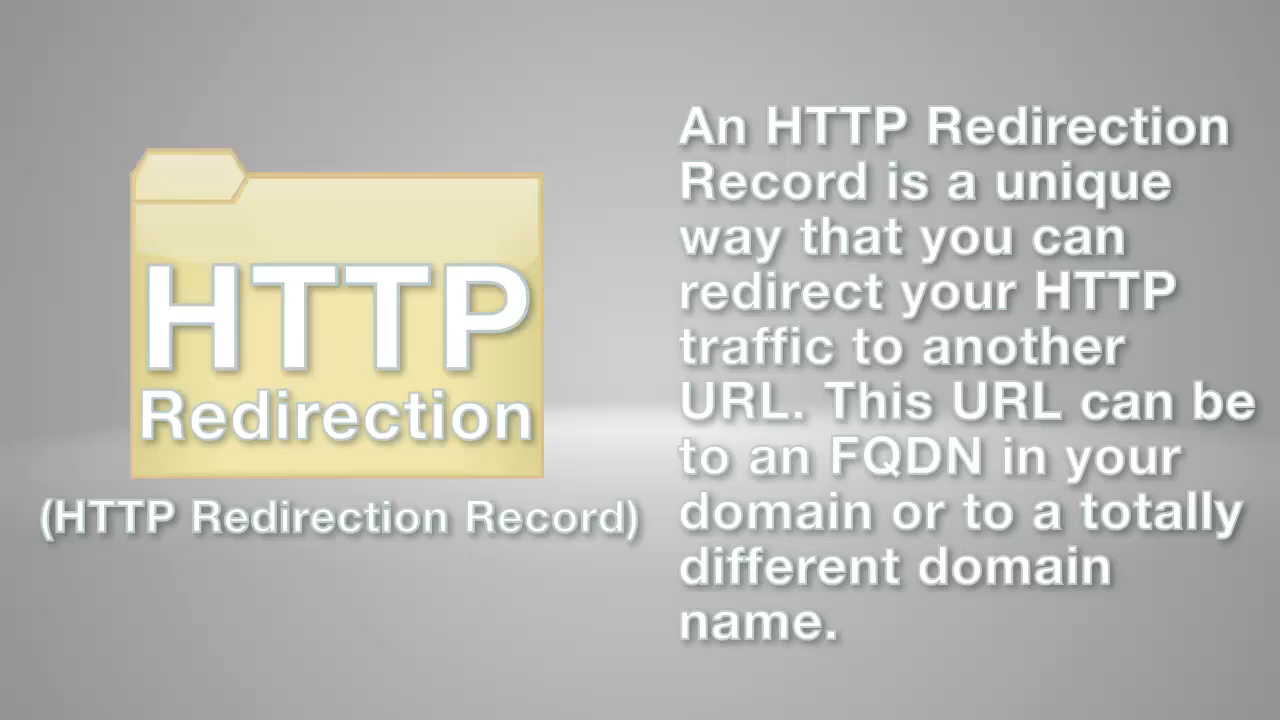 HTTP
Redirection
(HTTP Redirection Record)
An HTTP Redirection
Record is a unique
way that you can
redirect your HTTP
traffic to another
URL. This URL can be
to an FQDN in your
domain or to a totally
different domain
name.